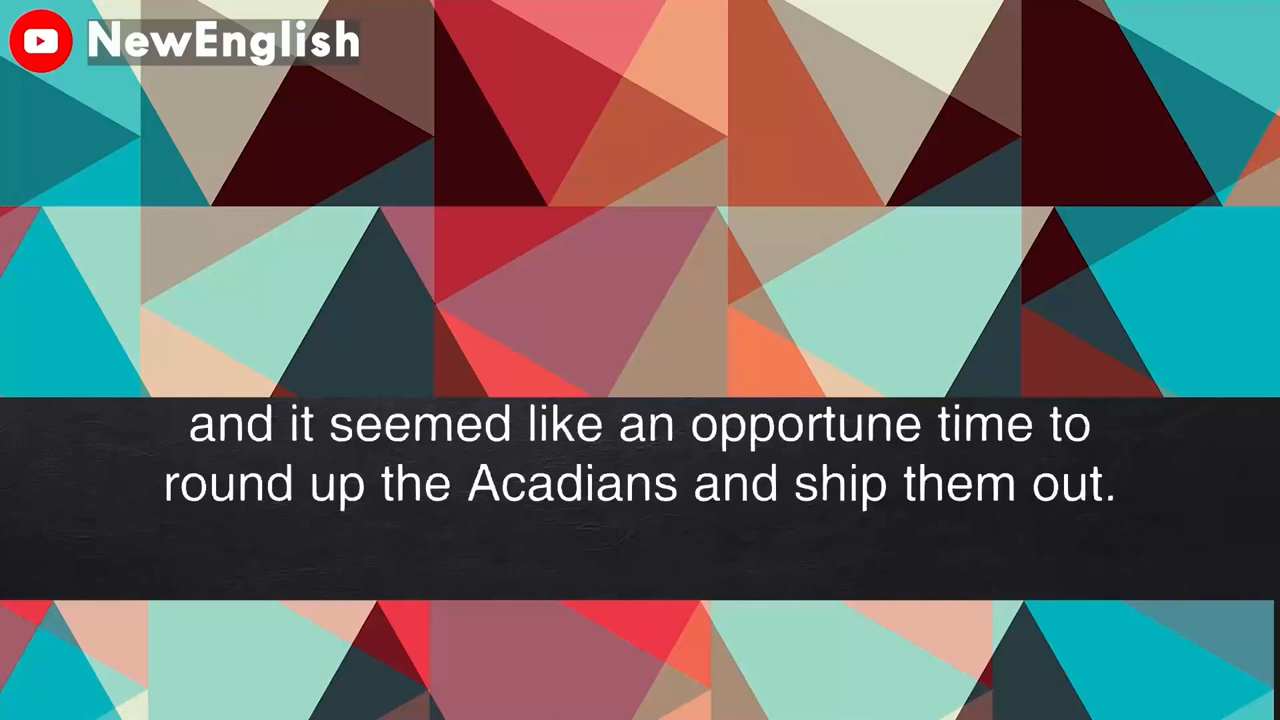 NewEnglish
and it seemed like an opportune time to
round up the Acadians and ship them out.